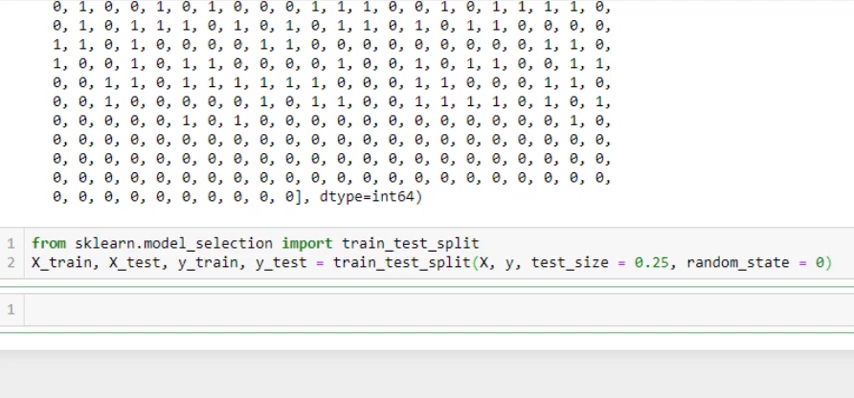 0, 1, 0, 0, 1, 0, 1, 0, 0, 0, 1, 1, 1, 0, 0, 1, 0, 1, 1, 1, 1, 0,
0, 1, 0, 1, 1, 1, 0, 1, 0, 1, 0, 1, 0, 0, 1, 0, 1, 1, 0, 0, 0, 0,
1, 1, 0, 1, 0, 0, 0, 0, 1, 1, 0, 0, 0, 0, 0, 0, 0, 0, 0, 1, 1, 0,
1, 0, 0, 1, 0, 1, 1, 0, 0, 0, 0, 1, 0, 0, 1, 0, 1, 1, 0, 0, 1, 1,
0, 0, 1, 1, 0, 1, 1, 1, 1, 1, 1, 0, 0, 0, 1, 1, 0, 0, 0, 1, 1, 0,
0, 0, 1, 0, 0, 0, 0, 0, 1, 0, 1, 1, 0, 0, 1, 1, 1, 1, 0, 1, 0, 1,
0, 0, 0, 0, 0, 1, 0, 1, 0, 0, 0, 0, 0, 0, 0, 0, 0, 0, 0, 0, 1, 0,
0, 0, 0, 0, 0, 0, 0, 0, 0, 0, 0, 0, 0, 0, 0, 0, 0, 0, 0, 0, 0, 0,
0, 0, 0, 0, 0, 0, 0, 0, 0, 0, 0, 0, 0, 0, 0, 0, 0, 0, 0, 0, 0, 0,
0, 0, 0, 0, 0, 0, 0, 0, 0, 0, 0, 0, 0, 0, 0, 0, 0, 0, 0, 0, 0, 0,
0, 0, 0, 0, 0, 0, 0, 0, 0, 0], dtype=int64)
1 from sklearn.model_selection import train_test_split
2 X_train, X_test, y_train, y_test = train_test_split(X, y, test_size = 0.25, random_state = 0)
1